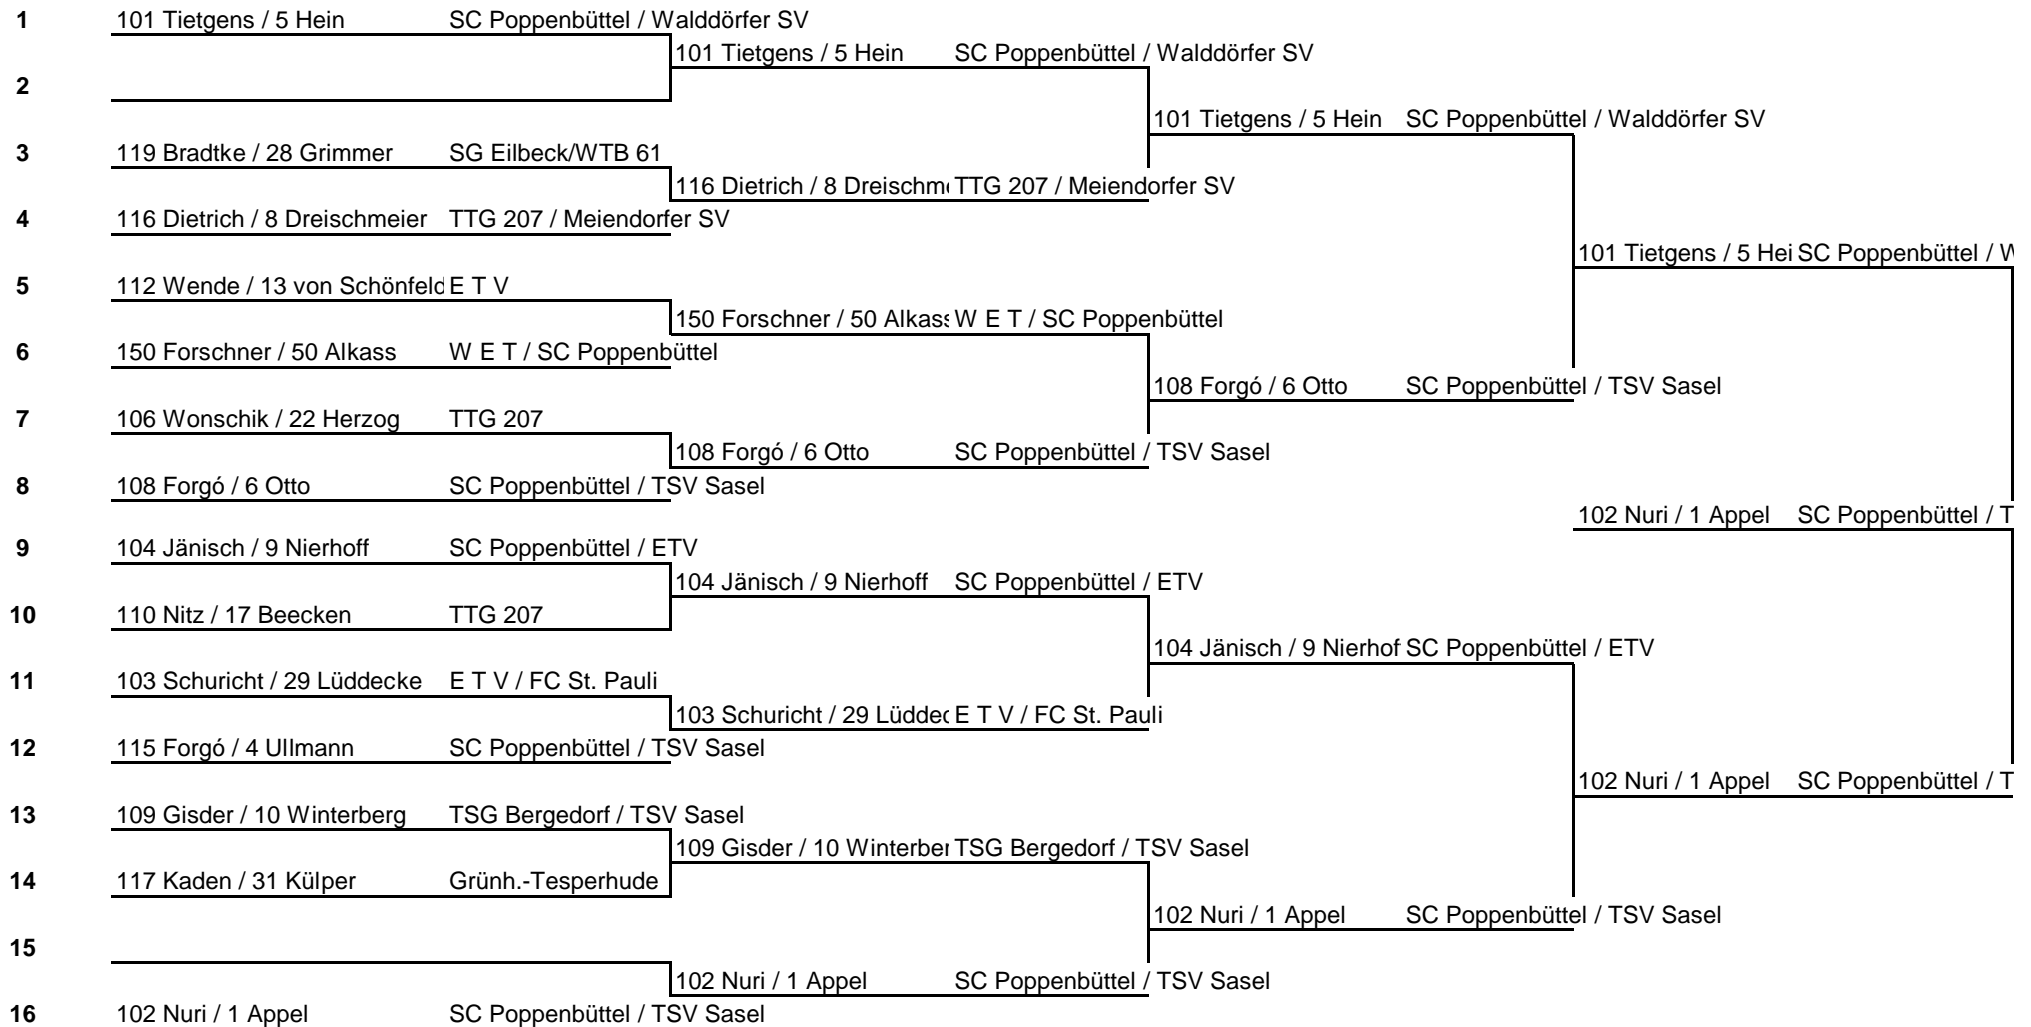 1 101 Tietgens / 5 Hein SC Poppenbüttel / Walddörfer SV
101 Tietgens / 5 Hein SC Poppenbüttel / Walddörfer SV
2
101 Tietgens / 5 Hein SC Poppenbüttel / Walddörfer SV
3 119 Bradtke / 28 Grimmer SG Eilbeck/WTB 61
116 Dietrich / 8 Dreischm TTG 207 / Meiendorfer SV
4 116 Dietrich / 8 Dreischmeier TTG 207 / Meiendorfer SV
101 Tietgens / 5 Hei SC Poppenbüttel / W
5 112 Wende / 13 von Schönfeld E T V
150 Forschner / 50 Alkass W E T / SC Poppenbüttel
6 150 Forschner / 50 Alkass W E T / SC Poppenbüttel
108 Forgó / 6 Otto SC Poppenbüttel / TSV Sasel
7 106 Wonschik / 22 Herzog TTG 207
108 Forgó / 6 Otto SC Poppenbüttel / TSV Sasel
8 108 Forgó / 6 Otto SC Poppenbüttel / TSV Sasel
102 Nuri / 1 Appel SC Poppenbüttel / T
9 104 Jänisch / 9 Nierhoff SC Poppenbüttel / ETV
104 Jänisch / 9 Nierhoff SC Poppenbüttel / ETV
10 110 Nitz / 17 Beecken TTG 207
104 Jänisch / 9 Nierhof SC Poppenbüttel / ETV
11 103 Schuricht / 29 Lüddecke E T V / FC St. Pauli
103 Schuricht / 29 Lüddec E T V / FC St. Pauli
12 115 Forgó / 4 Ullmann SC Poppenbüttel / TSV Sasel
102 Nuri / 1 Appel SC Poppenbüttel / T
13 109 Gisder / 10 Winterberg TSG Bergedorf / TSV Sasel
109 Gisder / 10 Winterber TSG Bergedorf / TSV Sasel
14 117 Kaden / 31 Külper Grünh.-Tesperhude
102 Nuri / 1 Appel SC Poppenbüttel / TSV Sasel
15
102 Nuri / 1 Appel SC Poppenbüttel / TSV Sasel
16 102 Nuri / 1 Appel SC Poppenbüttel / TSV Sasel